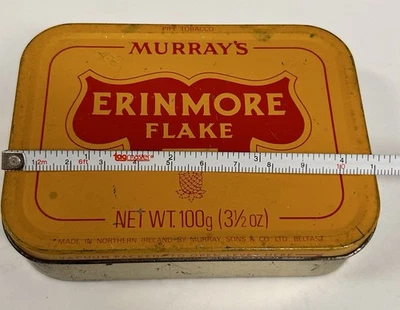 PIPE TOBACCO
MURRAY'S
ERINMORE
FLAKE
NET WT. 100g (3½ oz)
MADE IN NORTHERN IRELAND BY MURRAY, SONS & CO. LTD. BELFAST